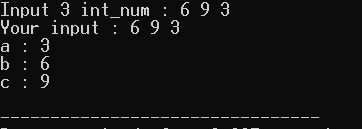 Input 3 int_num : 6 9 3
Your input : 6 9 3
a : 3
b : 6
c : 9
--------------------------------